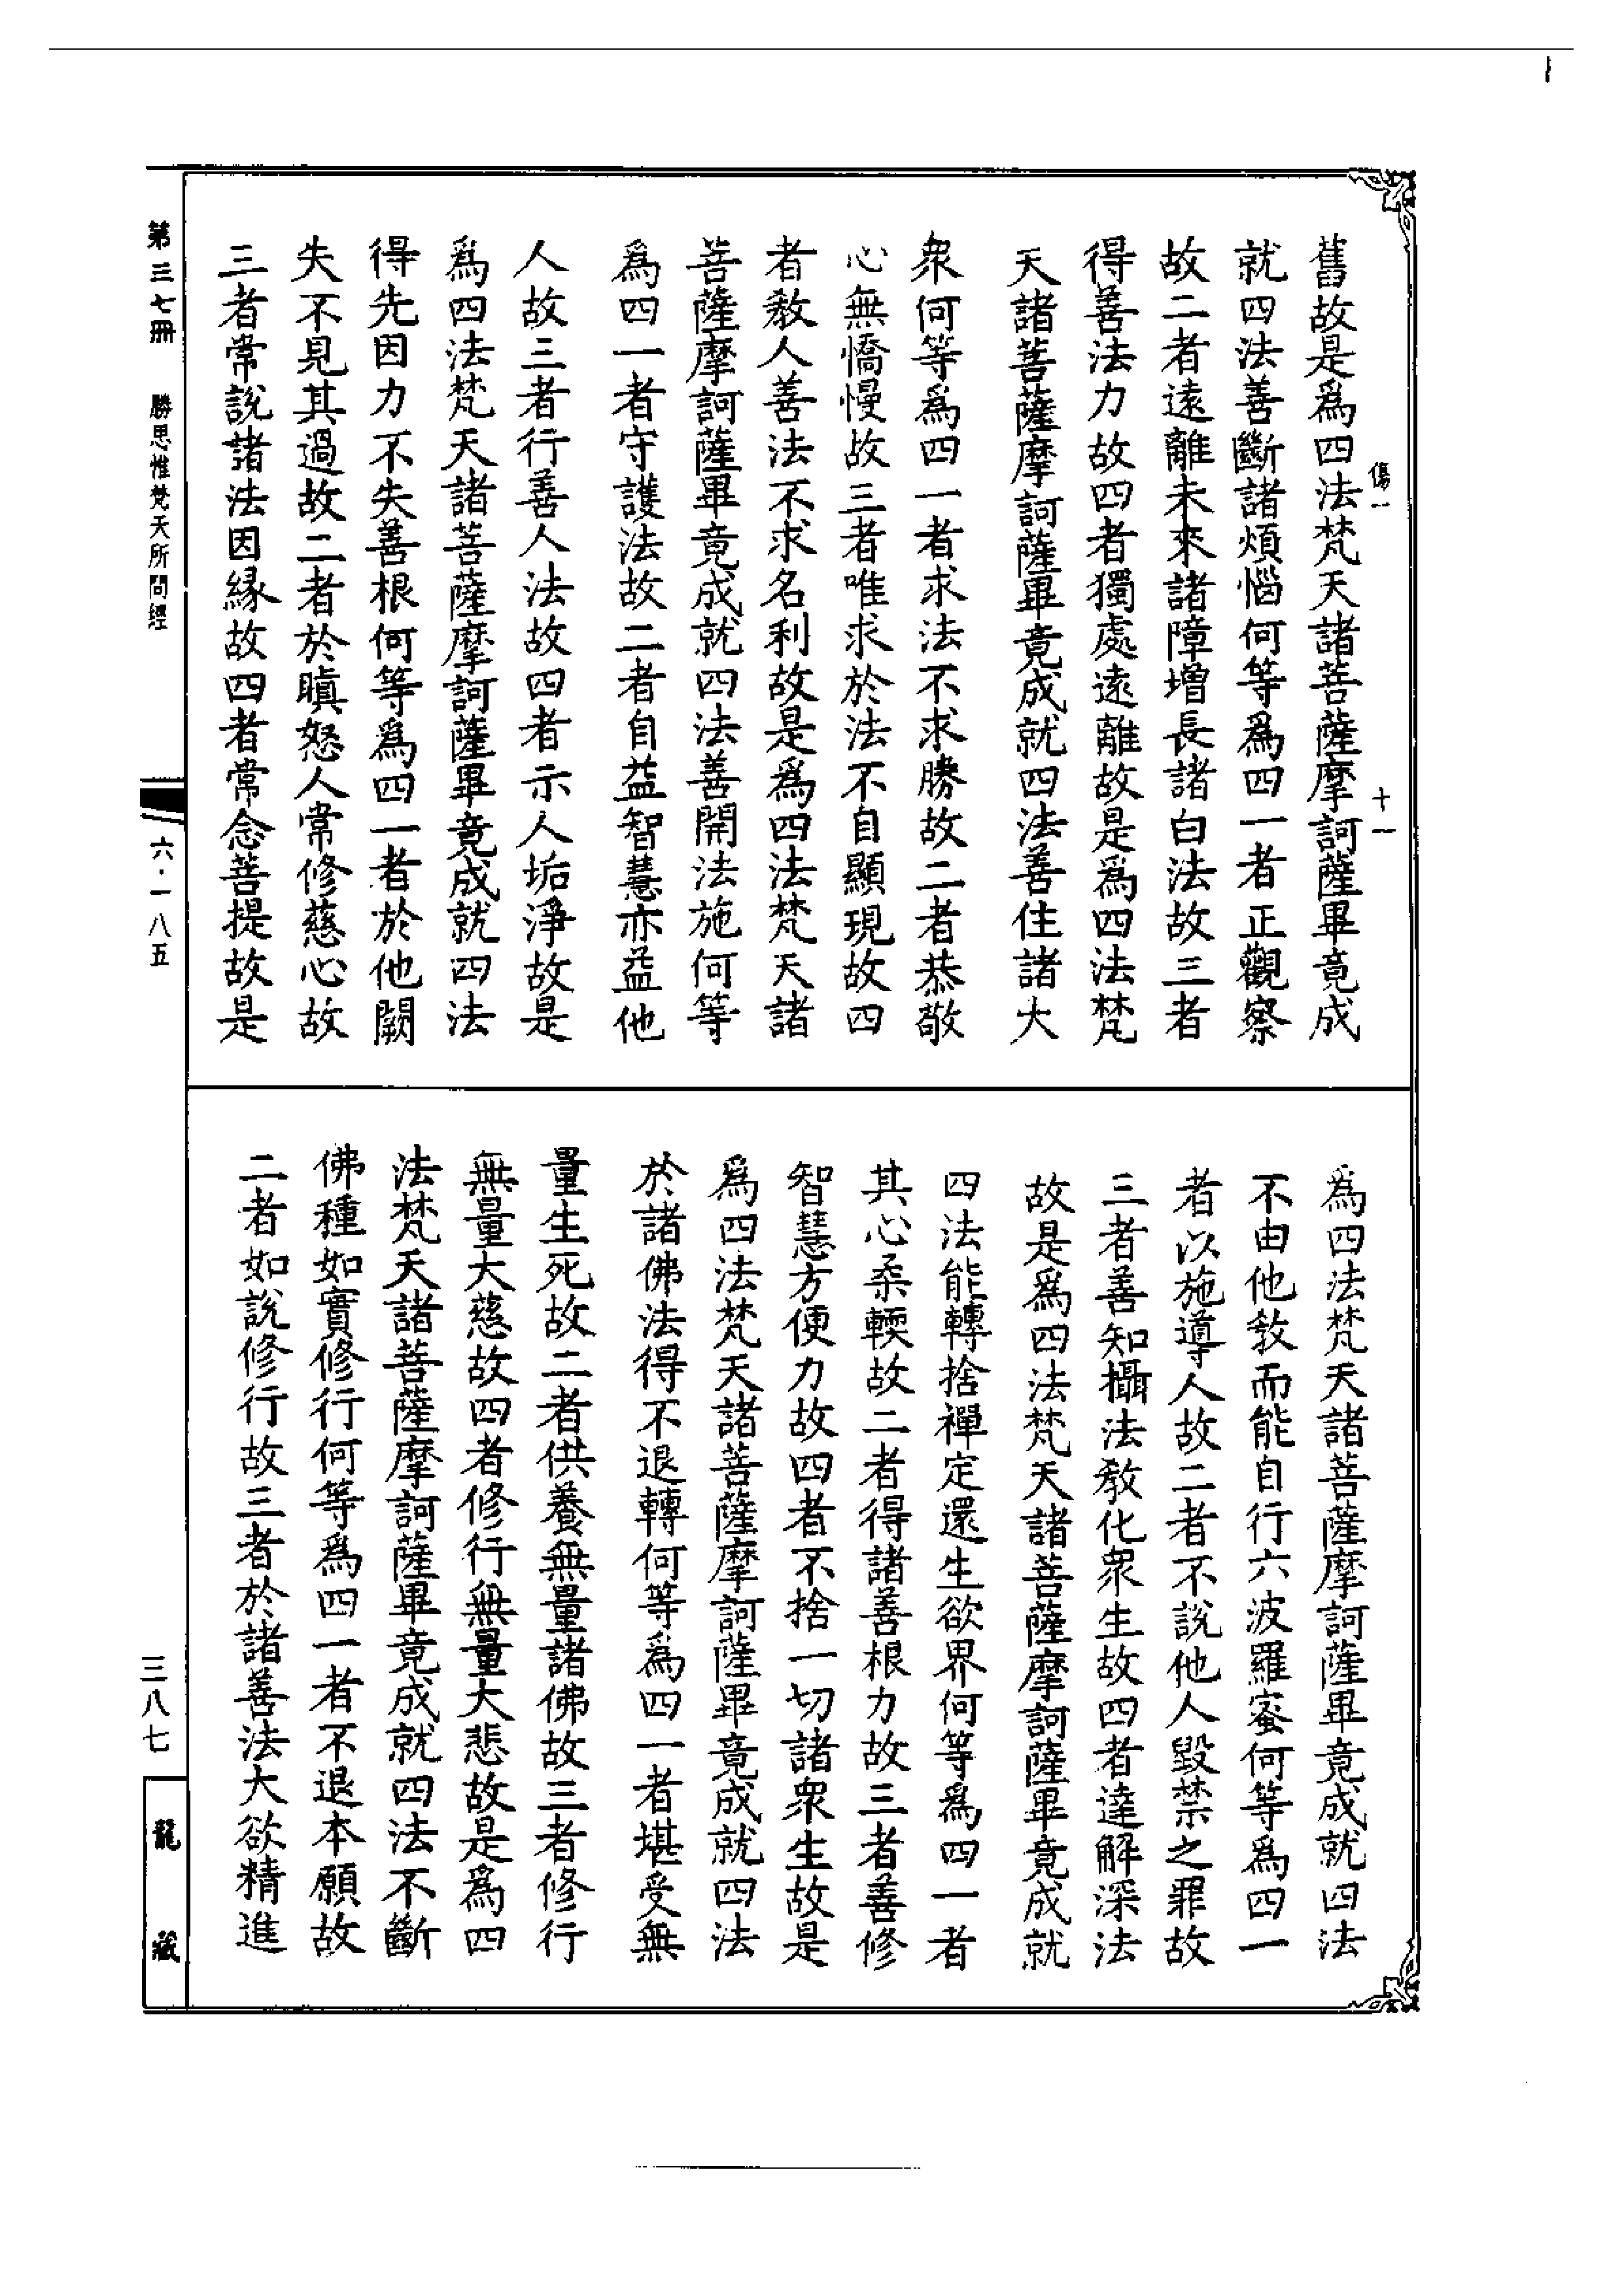 舊故是爲四法梵天諸菩薩摩訶薩畢竟成
就四法善斷諸煩惱何等爲四一者正觀察
故二者遠離未來諸障增長諸白法故三者
得善法力故四者獨處遠離故是爲四法梵
天諸菩薩摩訶薩畢竟成就四法善住諸大
衆何等爲四一者求法不求勝故二者恭敬
心無憍慢故三者唯求於法不自顯現故四
者敎人善法不求名利故是爲四法梵天諸
菩薩摩訶薩畢竟成就四法善開法施何等
爲四一者守護法故二者自益智慧亦益他
人故三者行善人法故四者示人垢淨故是
爲四法梵天諸菩薩摩訶薩畢竟成就四法
得先因力不失善根何等爲四一者於他闕
失不見其過故二者於瞋怒人常修慈心故
三者常說諸法因緣故四者常念菩提故是
爲四法梵天諸菩薩摩訶薩畢竟成就四法
不由他敎而能自行六波羅蜜何等爲四一
者以施導人故二者不說他人毀禁之罪故
三者善知攝法敎化衆生故四者達解深法
故是爲四法梵天諸菩薩摩訶薩畢竟成就
四法能轉捨禪定還生欲界何等爲四一者
其心柔輭故二者得諸善根力故三者善修
智慧方便力故四者不捨一切諸衆生故是
爲四法梵天諸菩薩摩訶薩畢竟成就四法
於諸佛法得不退轉何等爲四一者堪受無
量生死故二者供養無量諸佛故三者修行
無量大慈故四者修行無量大悲故是爲四
法梵天諸菩薩摩訶薩畢竟成就四法不斷
佛種如實修行何等爲四一者不退本願故
二者如說修行故三者於諸善法大欲精進
傷一 十一
第三七冊 勝思惟梵天所問經 六·一八五 三八七
龍藏